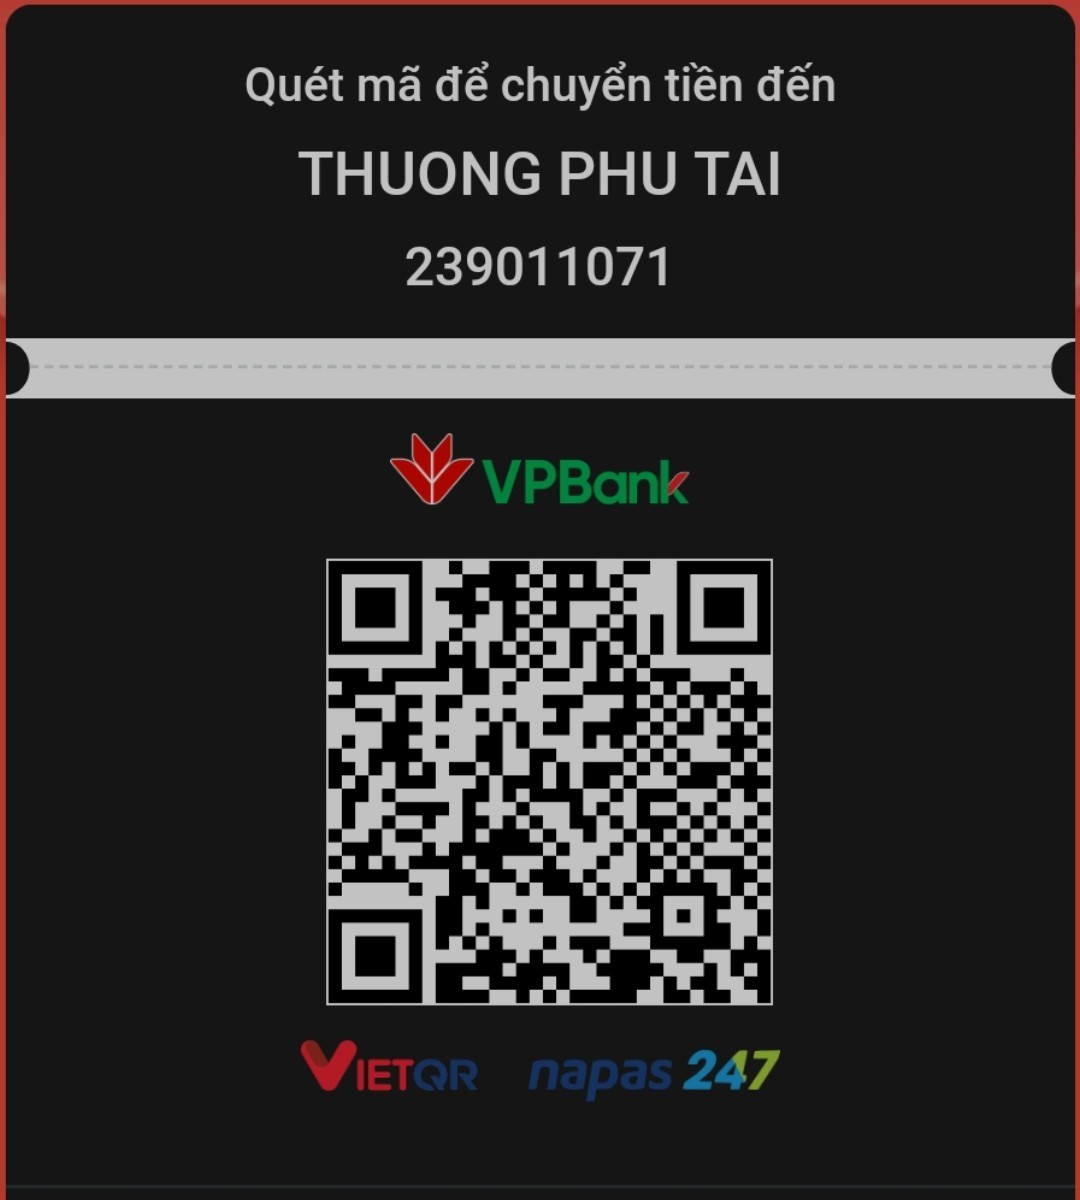 Quét mã để chuyển tiền đến
THUONG PHU TAI
239011071
VPBank
VIETQR napas 247